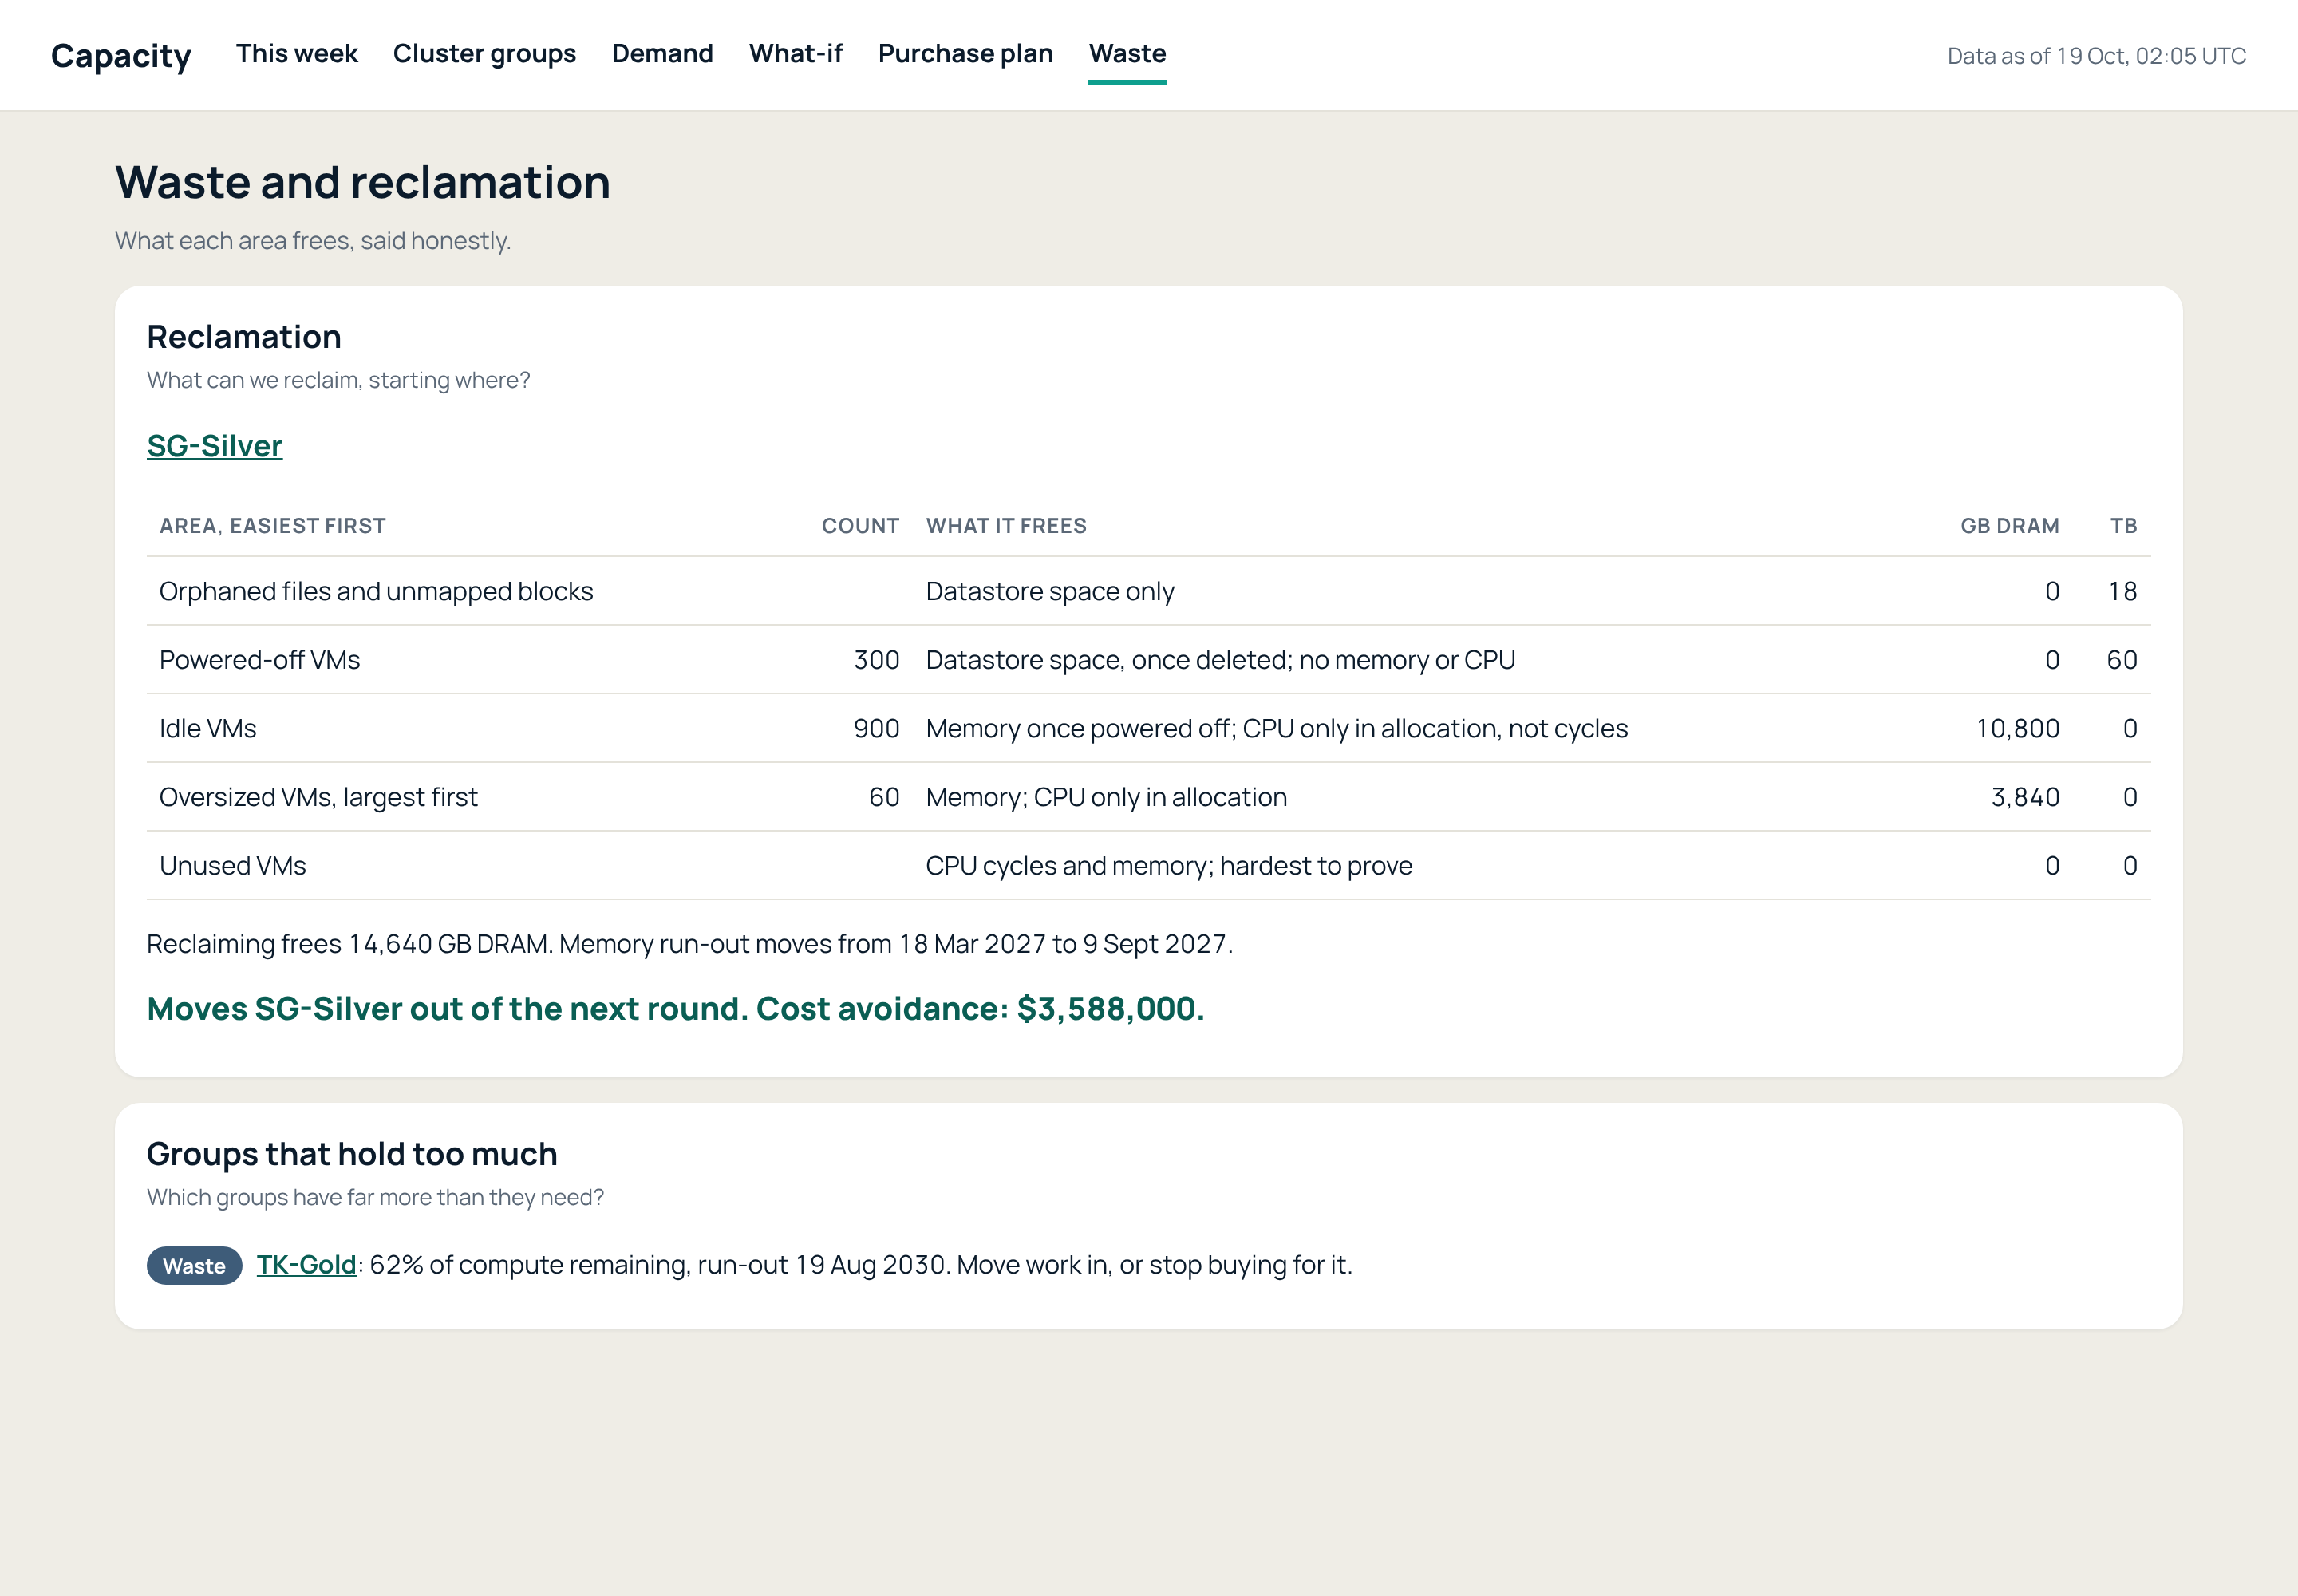 Capacity This week Cluster groups Demand What-if Purchase plan Waste Data as of 19 Oct, 02:05 UTC
Waste and reclamation
What each area frees, said honestly.
Reclamation
What can we reclaim, starting where?
SG-Silver
AREA, EASIEST FIRST COUNT WHAT IT FREES GB DRAM TB
Orphaned files and unmapped blocks Datastore space only 0 18
Powered-off VMs 300 Datastore space, once deleted; no memory or CPU 0 60
Idle VMs 900 Memory once powered off; CPU only in allocation, not cycles 10,800 0
Oversized VMs, largest first 60 Memory; CPU only in allocation 3,840 0
Unused VMs CPU cycles and memory; hardest to prove 0 0
Reclaiming frees 14,640 GB DRAM. Memory run-out moves from 18 Mar 2027 to 9 Sept 2027.
Moves SG-Silver out of the next round. Cost avoidance: $3,588,000.
Groups that hold too much
Which groups have far more than they need?
Waste TK-Gold: 62% of compute remaining, run-out 19 Aug 2030. Move work in, or stop buying for it.